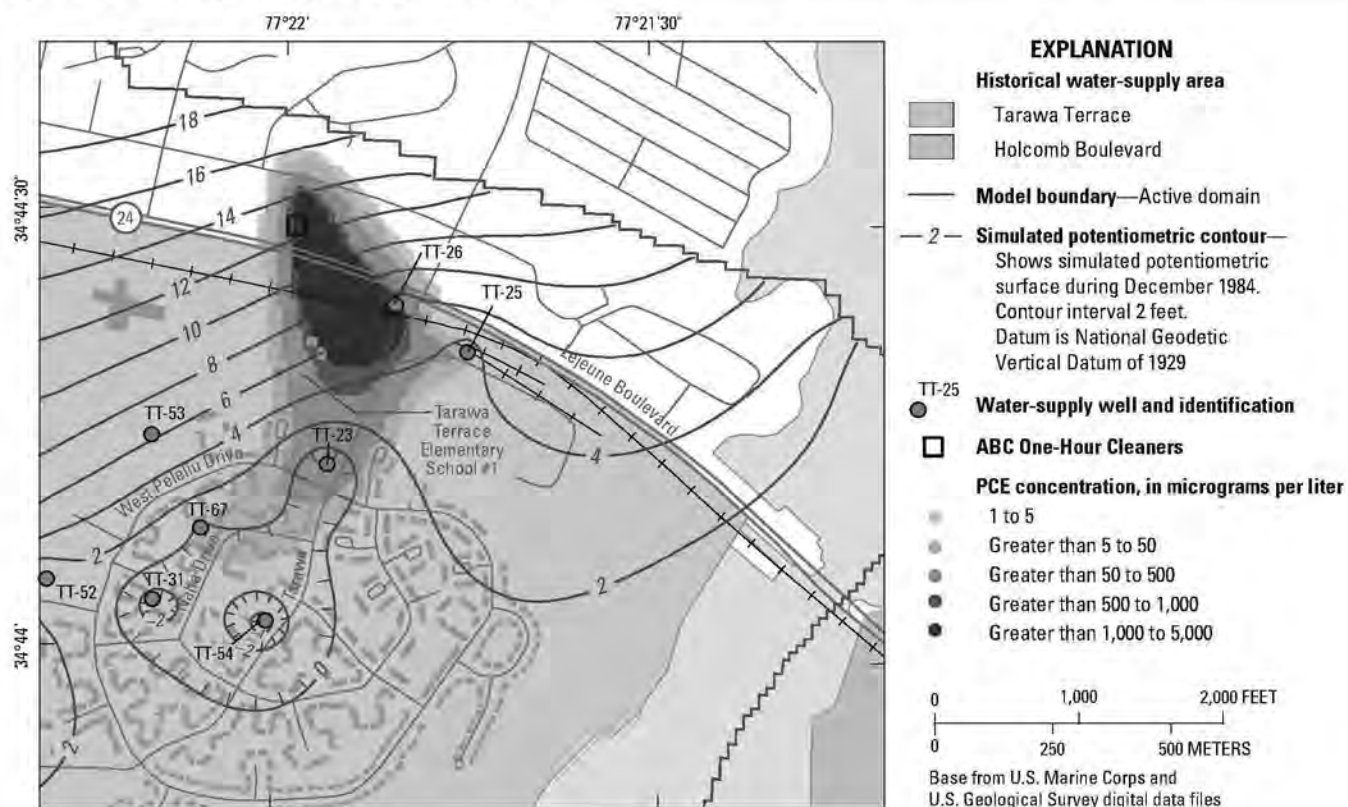 77°22'
77°21'30"
34°44'30"
34°44'
18
16
14
12
10
8
6
4
2
24
TT-26
TT-25
TT-53
TT-23
TT-67
TT-52
TT-31
TT-54
-2
-2
0
4
2
2
Lejeune Boulevard
Tarawa
Terrace
Elementary
School #1
West Peleliu Drive
Tarawa
EXPLANATION
Historical water-supply area
Tarawa Terrace
Holcomb Boulevard
Model boundary—Active domain
2 Simulated potentiometric contour—
Shows simulated potentiometric
surface during December 1984.
Contour interval 2 feet.
Datum is National Geodetic
Vertical Datum of 1929
TT-25
Water-supply well and identification
ABC One-Hour Cleaners
PCE concentration, in micrograms per liter
1 to 5
Greater than 5 to 50
Greater than 50 to 500
Greater than 500 to 1,000
Greater than 1,000 to 5,000
0 1,000 2,000 FEET
0 250 500 METERS
Base from U.S. Marine Corps and
U.S. Geological Survey digital data files